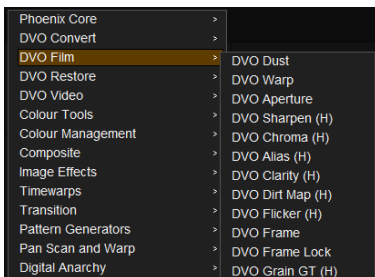 Phoenix Core >
DVO Convert >
DVO Film >
DVO Restore >
DVO Video >
Colour Tools >
Colour Management >
Composite >
Image Effects >
Timewarps >
Transition >
Pattern Generators >
Pan Scan and Warp >
Digital Anarchy >
DVO Dust
DVO Warp
DVO Aperture
DVO Sharpen (H)
DVO Chroma (H)
DVO Alias (H)
DVO Clarity (H)
DVO Dirt Map (H)
DVO Flicker (H)
DVO Frame
DVO Frame Lock
DVO Grain GT (H)